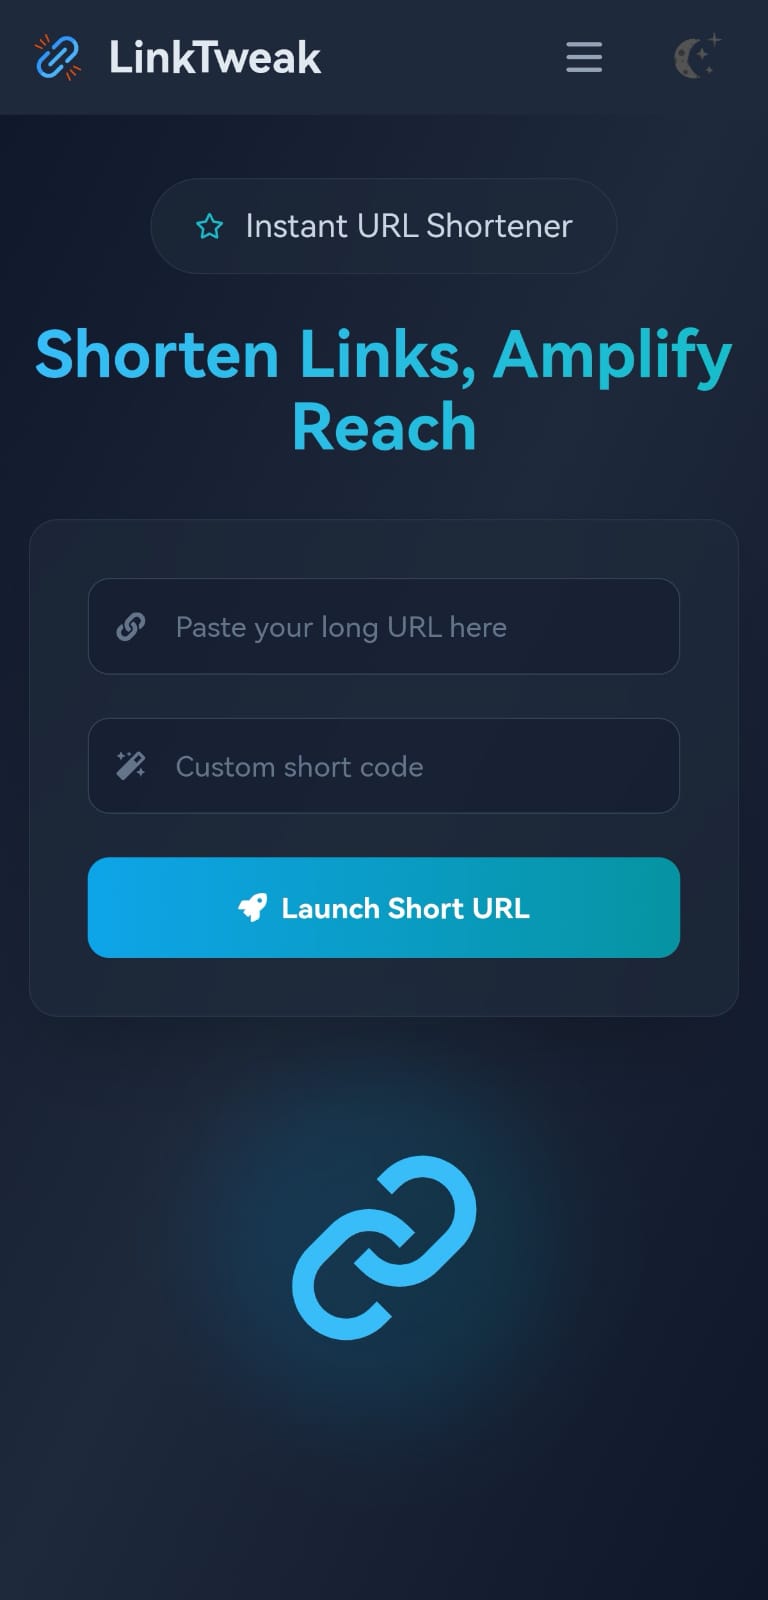 LinkTweak
Instant URL Shortener
Shorten Links, Amplify
Reach
Paste your long URL here
Custom short code
Launch Short URL